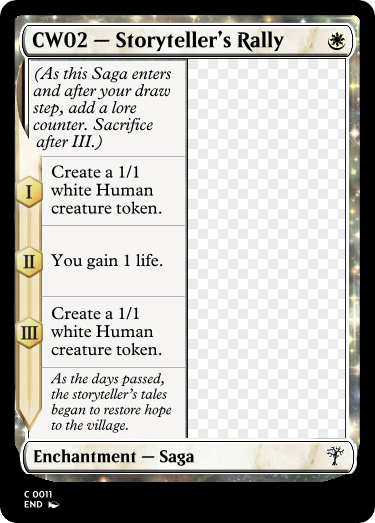 CW02 — Storyteller's Rally
(As this Saga enters
and after your draw
step, add a lore
counter. Sacrifice
after III.)
I
Create a 1/1
white Human
creature token.
II
You gain 1 life.
III
Create a 1/1
white Human
creature token.
As the days passed,
the storyteller's tales
began to restore hope
to the village.
Enchantment — Saga
C 0011
END